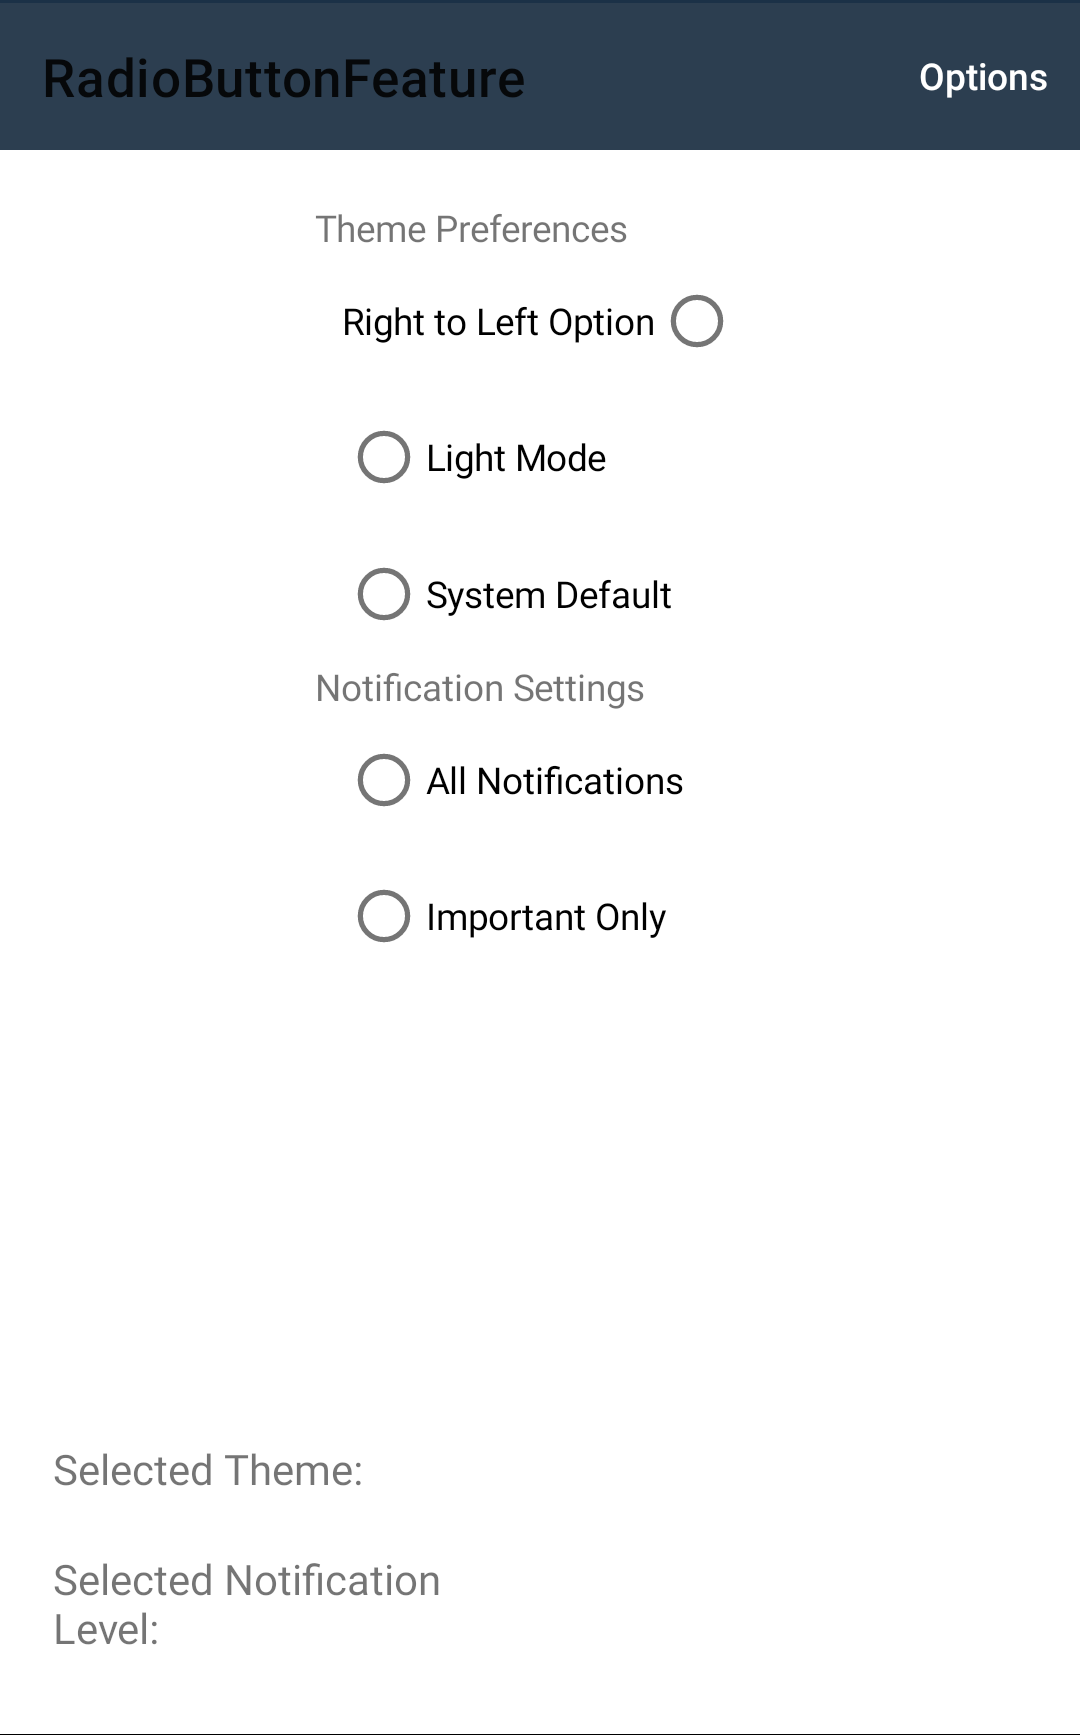 RadioButtonFeature
Options
Theme Preferences
Right to Left Option
Light Mode
System Default
Notification Settings
All Notifications
Important Only
Selected Theme:
Selected Notification
Level: